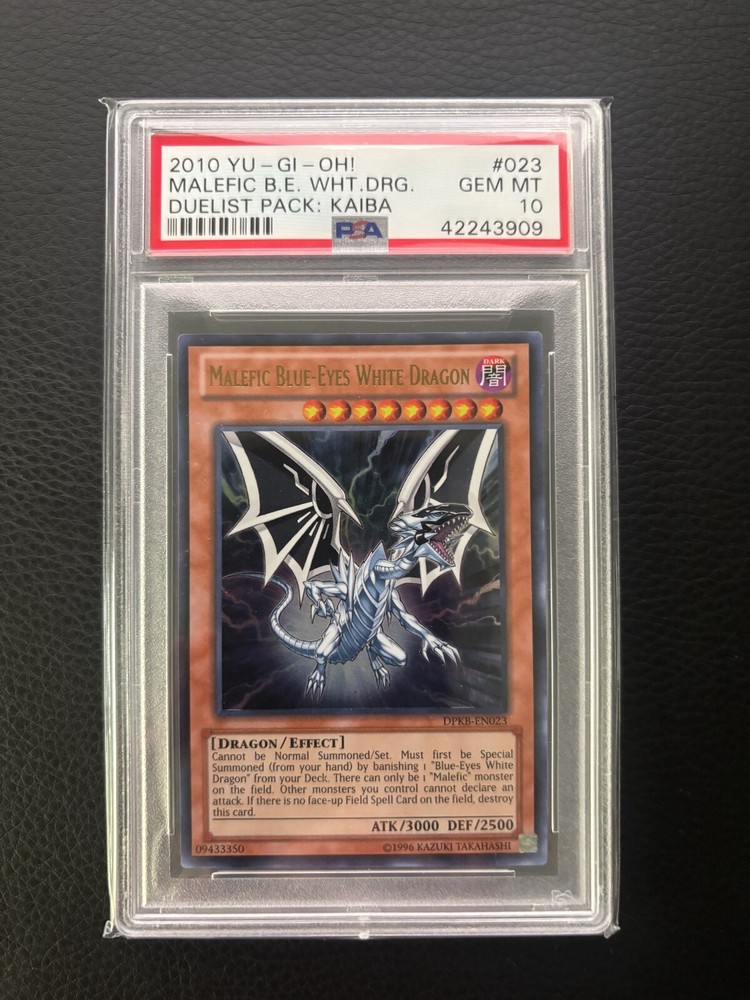 2010 YU-GI-OH! #023
MALEFIC B.E. WHT.DRG. GEM MT
DUELIST PACK: KAIBA 10
PSA 42243909
MALEFIC BLUE-EYES WHITE DRAGON
DARK
闇
DPKB-EN023
[DRAGON/EFFECT]
Cannot be Normal Summoned/Set. Must first be Special
Summoned (from your hand) by banishing 1 "Blue-Eyes White
Dragon" from your Deck. There can only be 1 "Malefic" monster
on the field. Other monsters you control cannot declare an
attack. If there is no face-up Field Spell Card on the field, destroy
this card.
ATK/3000 DEF/2500
09433350 ©1996 KAZUKI TAKAHASHI